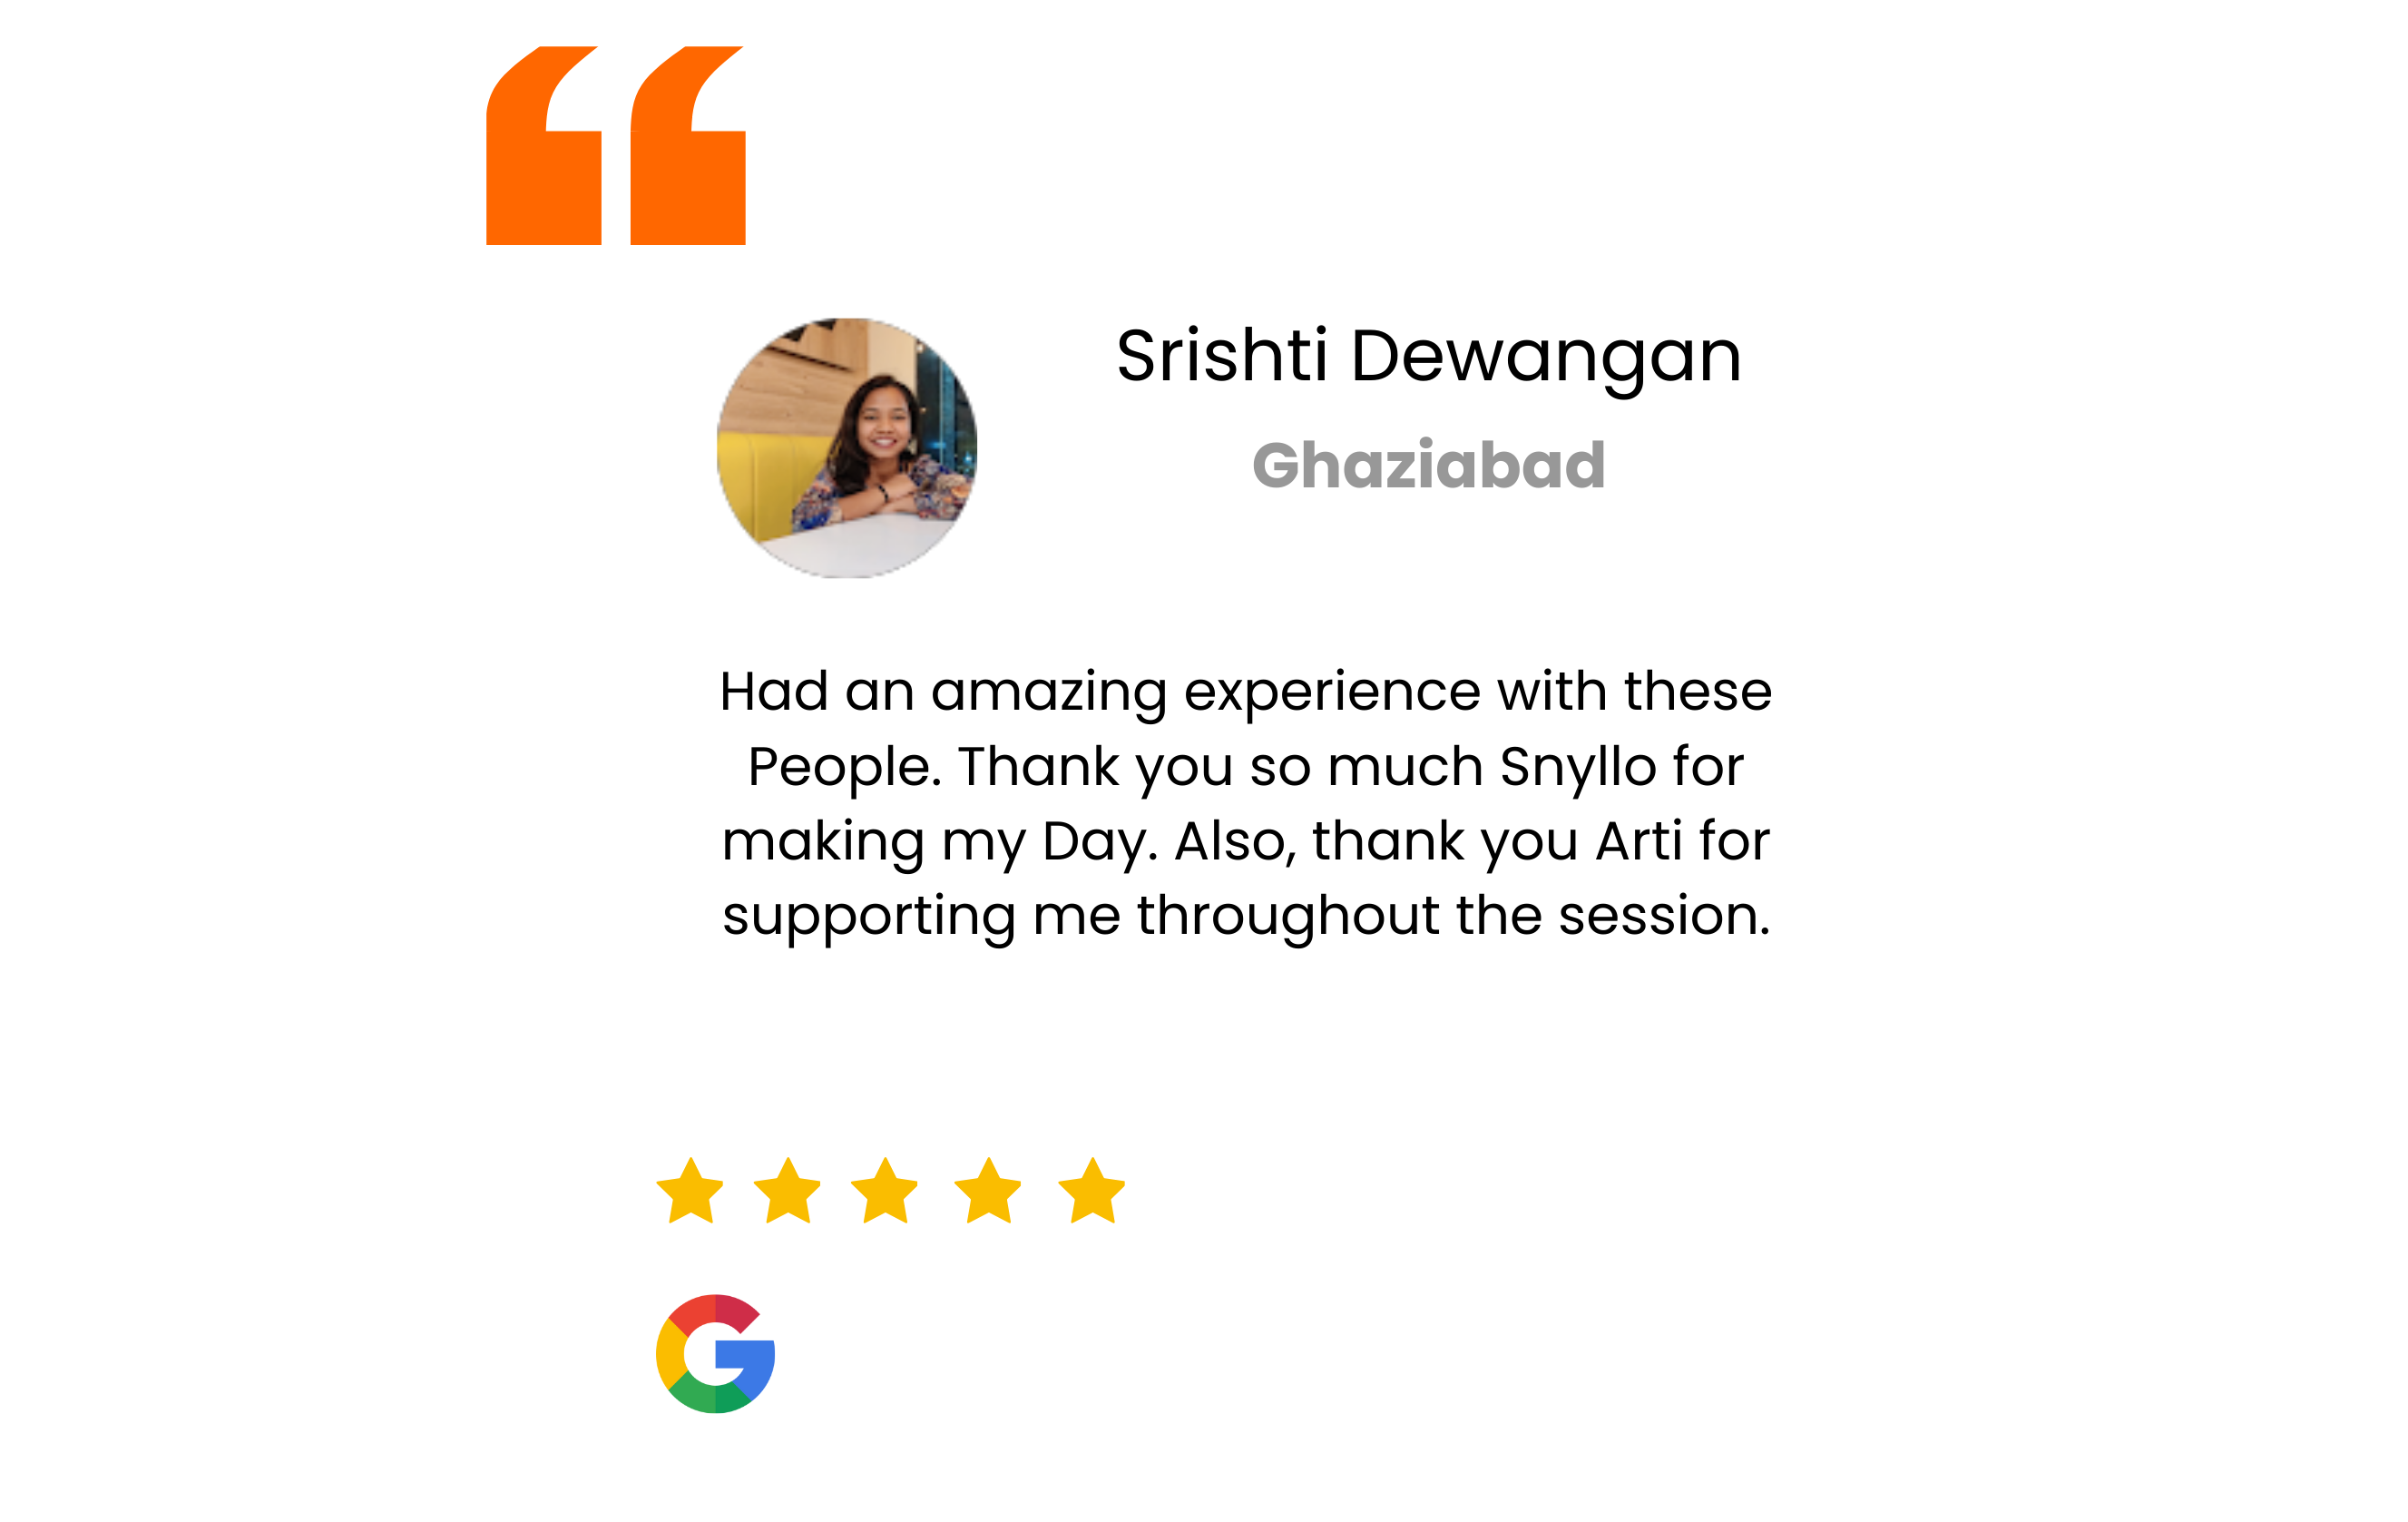 Srishti Dewangan
Ghaziabad
Had an amazing experience with these
People. Thank you so much Snyllo for
making my Day. Also, thank you Arti for
supporting me throughout the session.